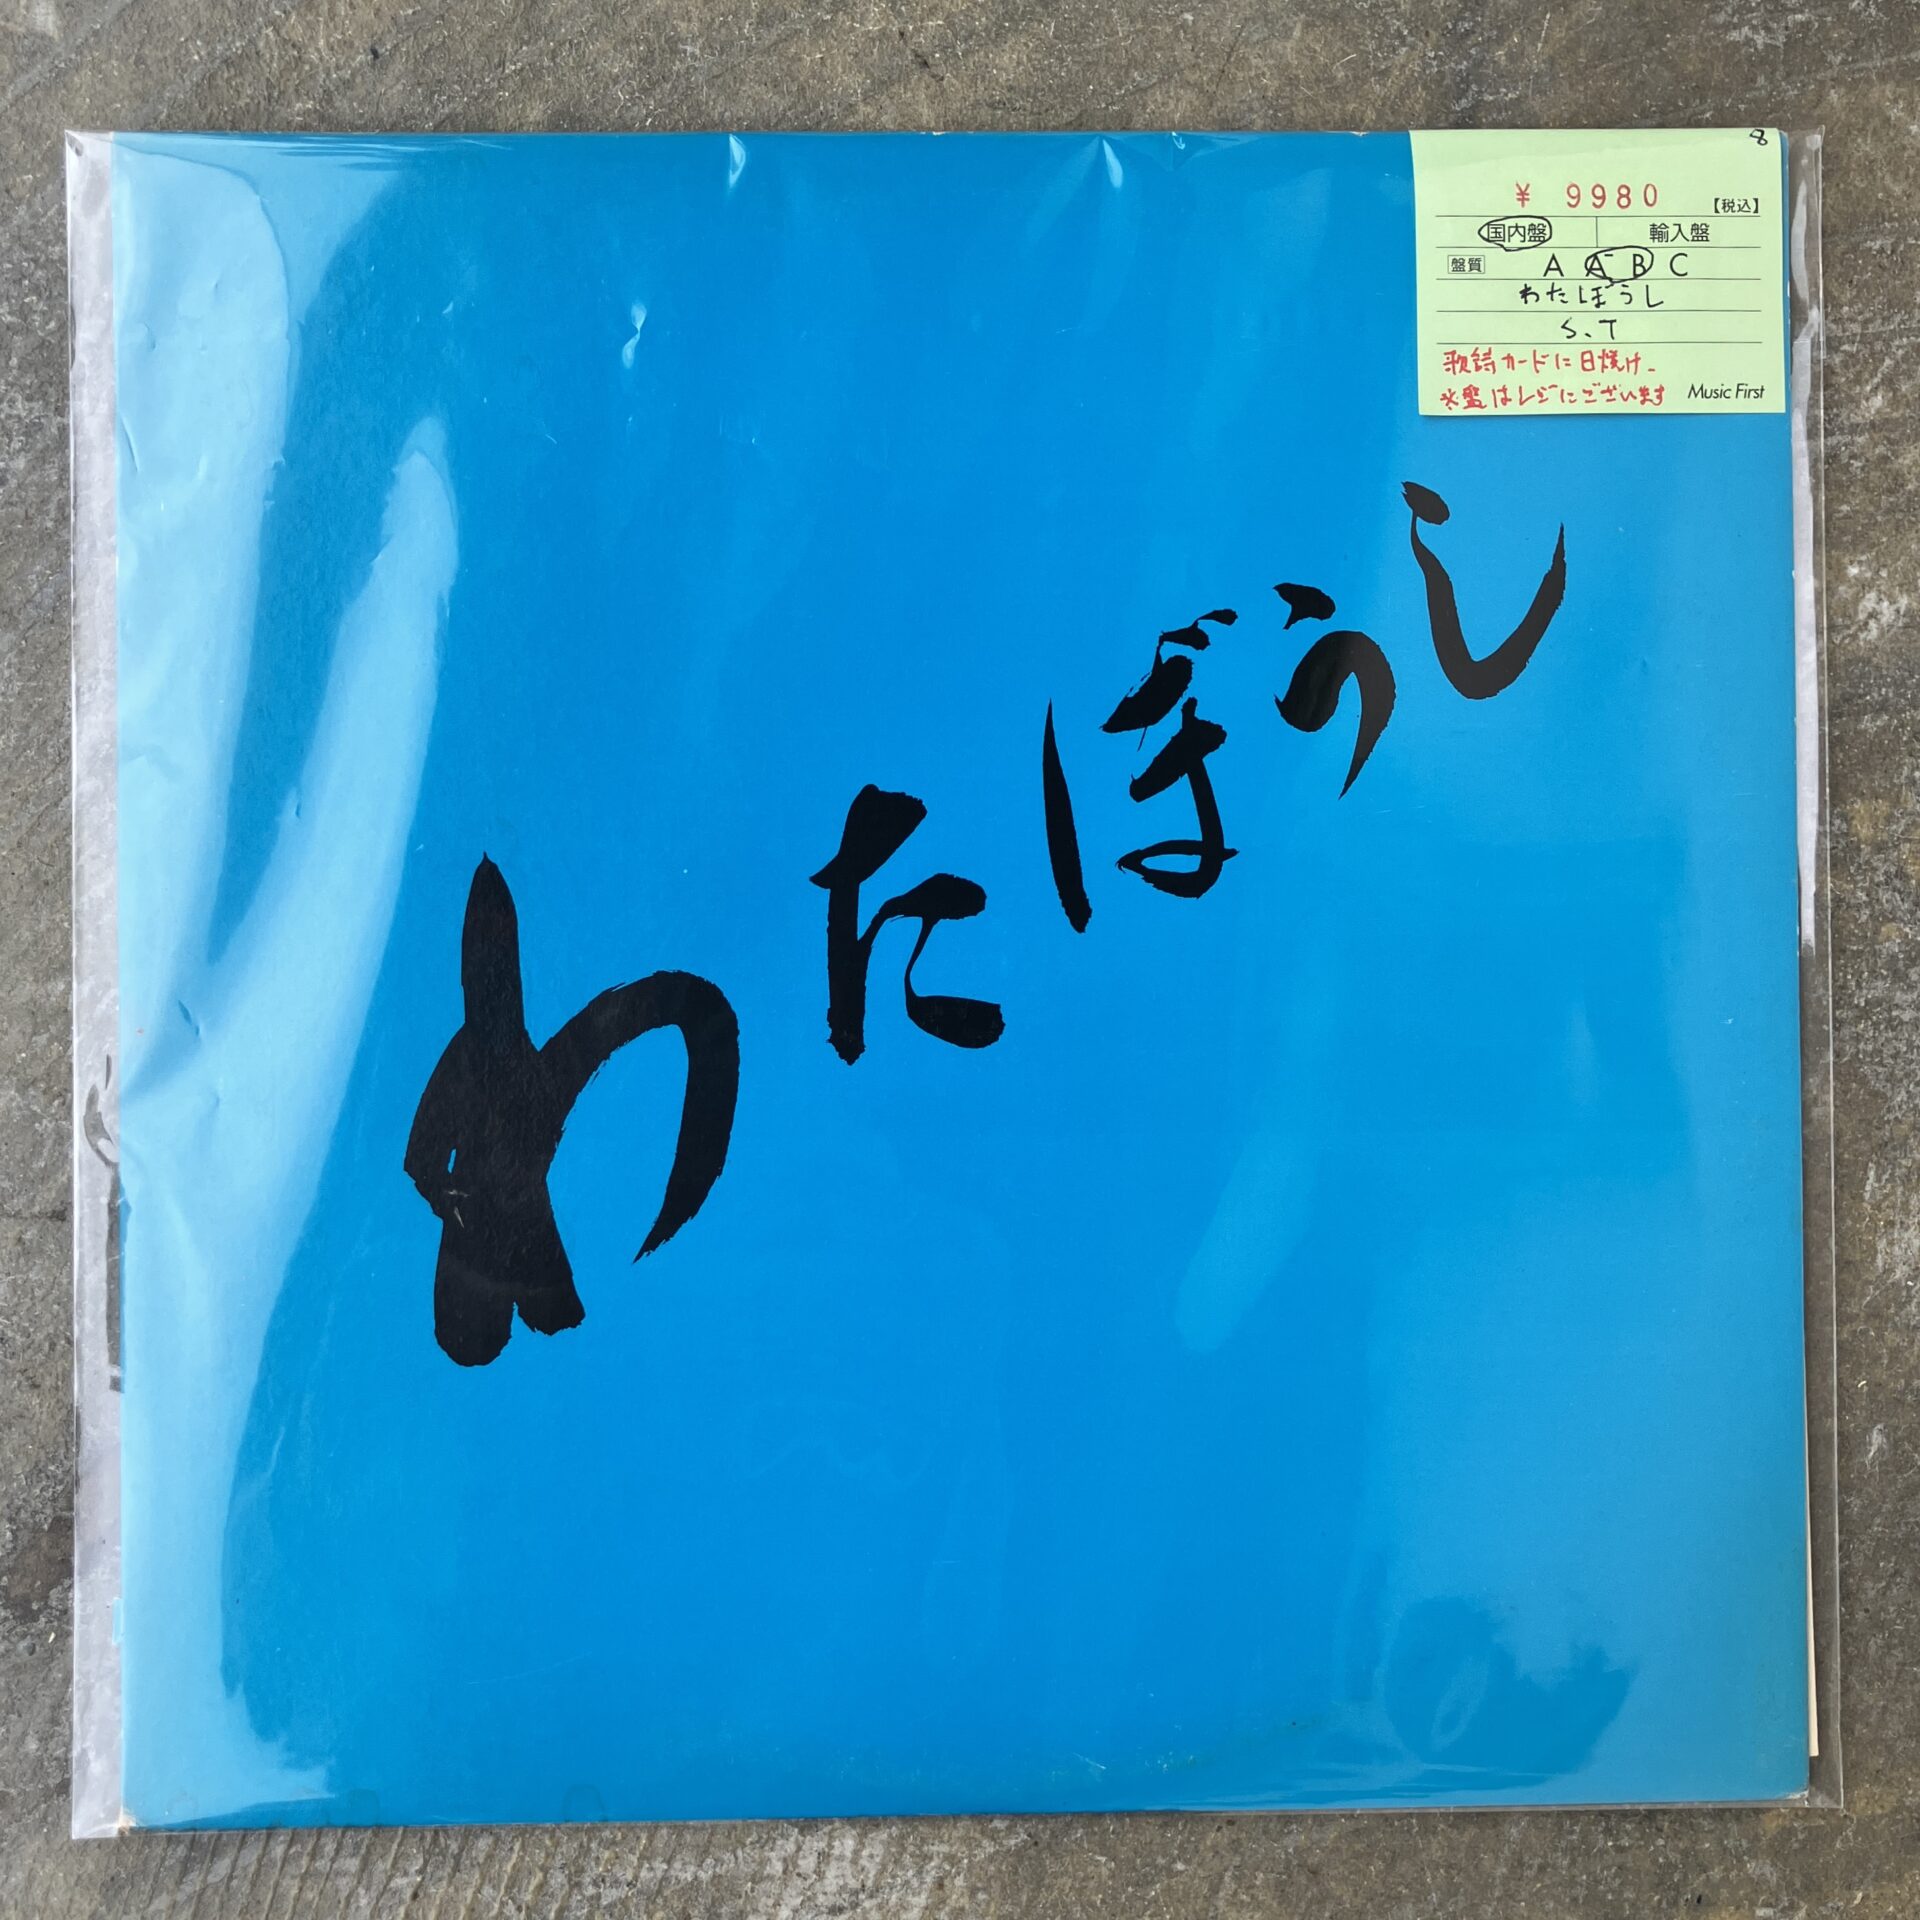 8
¥ 9980 【税込】
国内盤 輸入盤
盤質 A A- B C
わたぼうし
S.T
歌詩カードに日焼け
※盤はレジにございます Music First
わたぼうし